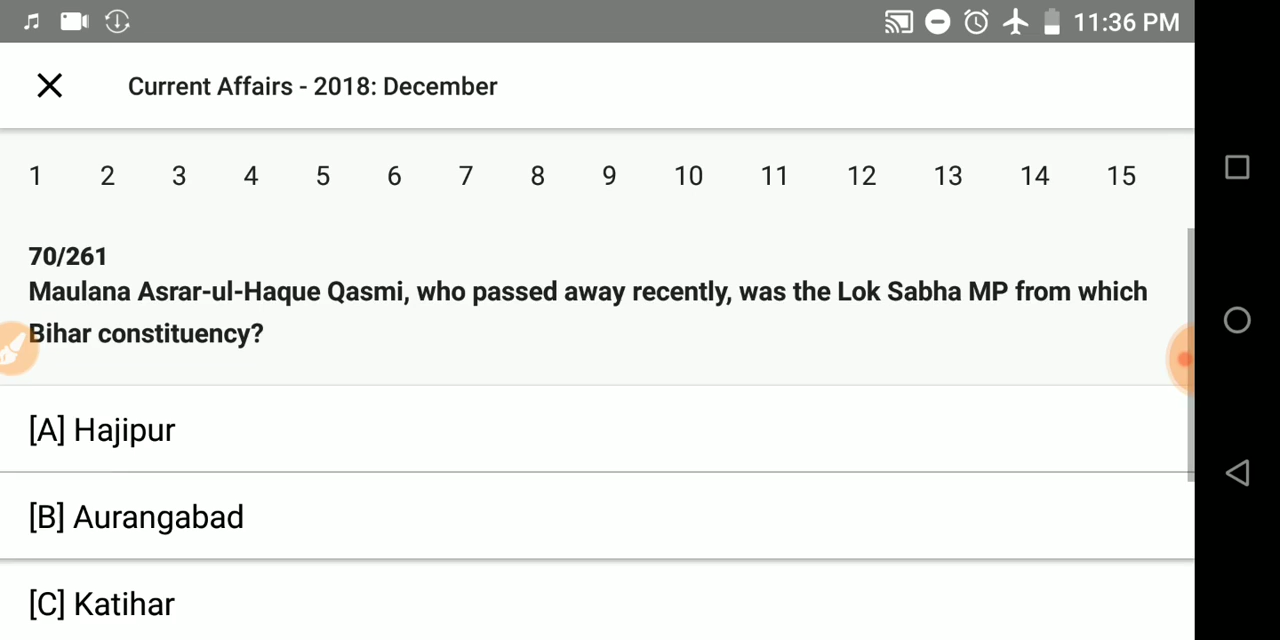 11:36 PM
Current Affairs - 2018: December
1 2 3 4 5 6 7 8 9 10 11 12 13 14 15
70/261
Maulana Asrar-ul-Haque Qasmi, who passed away recently, was the Lok Sabha MP from which
Bihar constituency?
[A] Hajipur
[B] Aurangabad
[C] Katihar